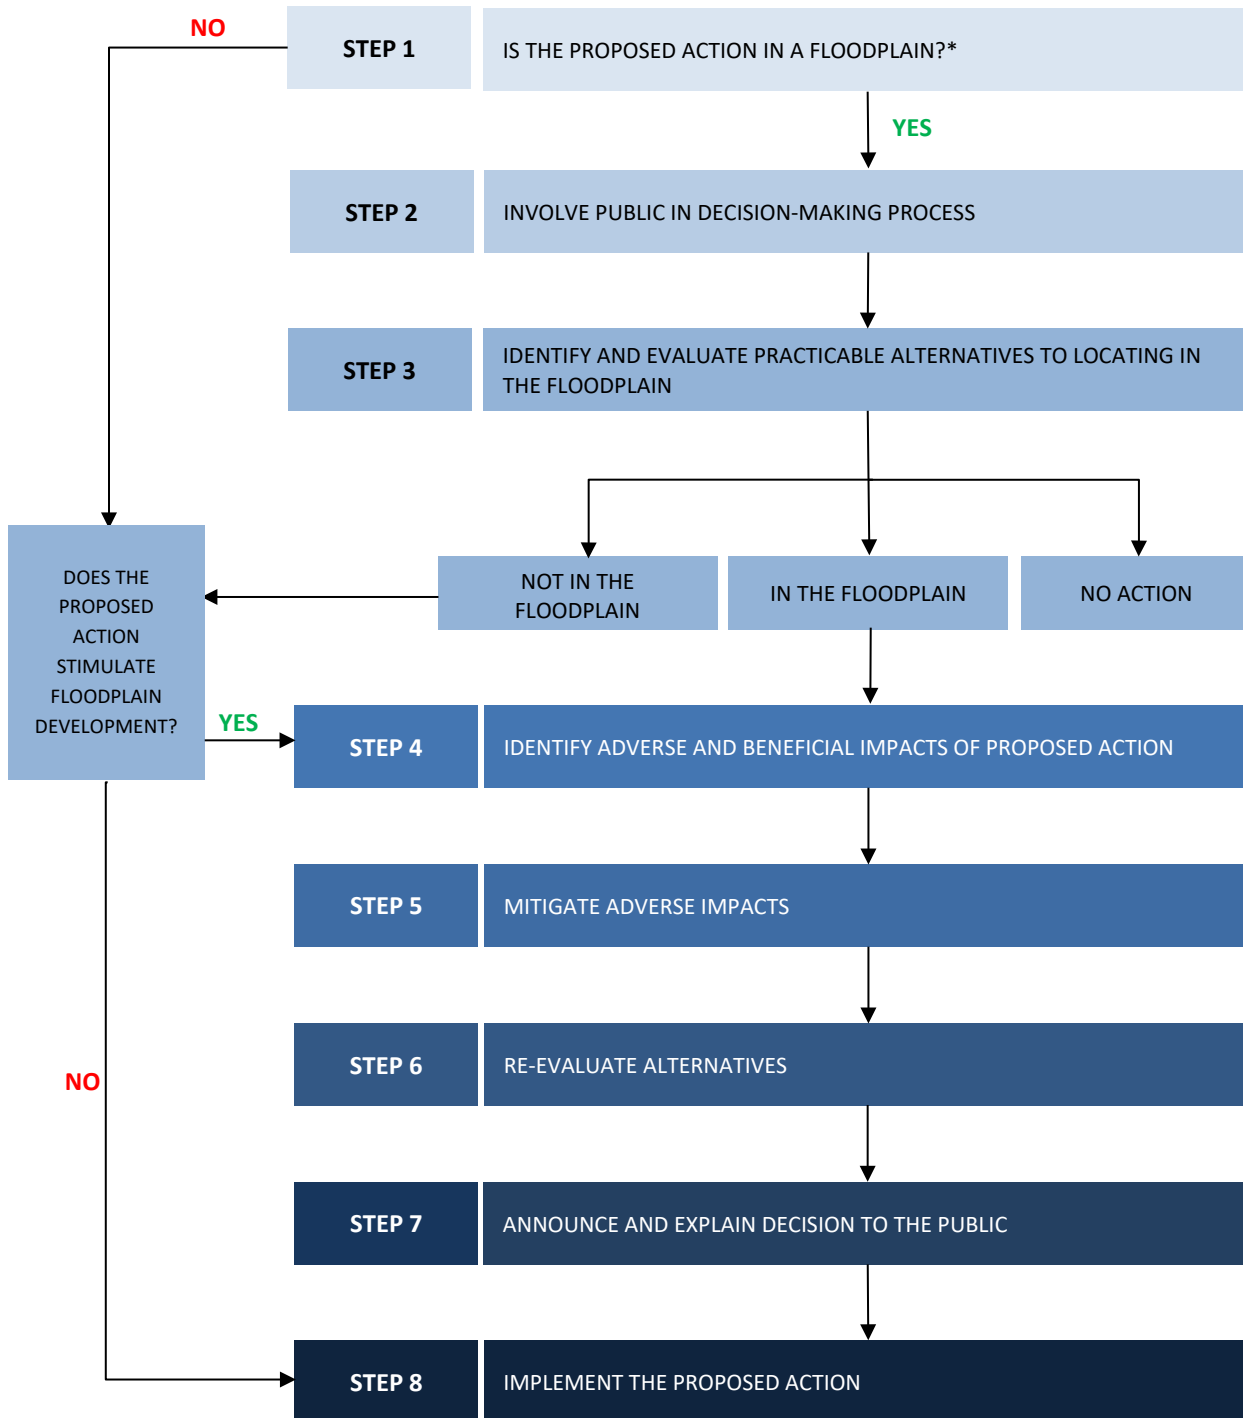 NO
STEP 1
IS THE PROPOSED ACTION IN A FLOODPLAIN?*
YES
STEP 2
INVOLVE PUBLIC IN DECISION-MAKING PROCESS
STEP 3
IDENTIFY AND EVALUATE PRACTICABLE ALTERNATIVES TO LOCATING IN
THE FLOODPLAIN
NOT IN THE
FLOODPLAIN
IN THE FLOODPLAIN
NO ACTION
DOES THE
PROPOSED
ACTION
STIMULATE
FLOODPLAIN
DEVELOPMENT?
YES
STEP 4
IDENTIFY ADVERSE AND BENEFICIAL IMPACTS OF PROPOSED ACTION
STEP 5
MITIGATE ADVERSE IMPACTS
STEP 6
RE-EVALUATE ALTERNATIVES
NO
STEP 7
ANNOUNCE AND EXPLAIN DECISION TO THE PUBLIC
STEP 8
IMPLEMENT THE PROPOSED ACTION